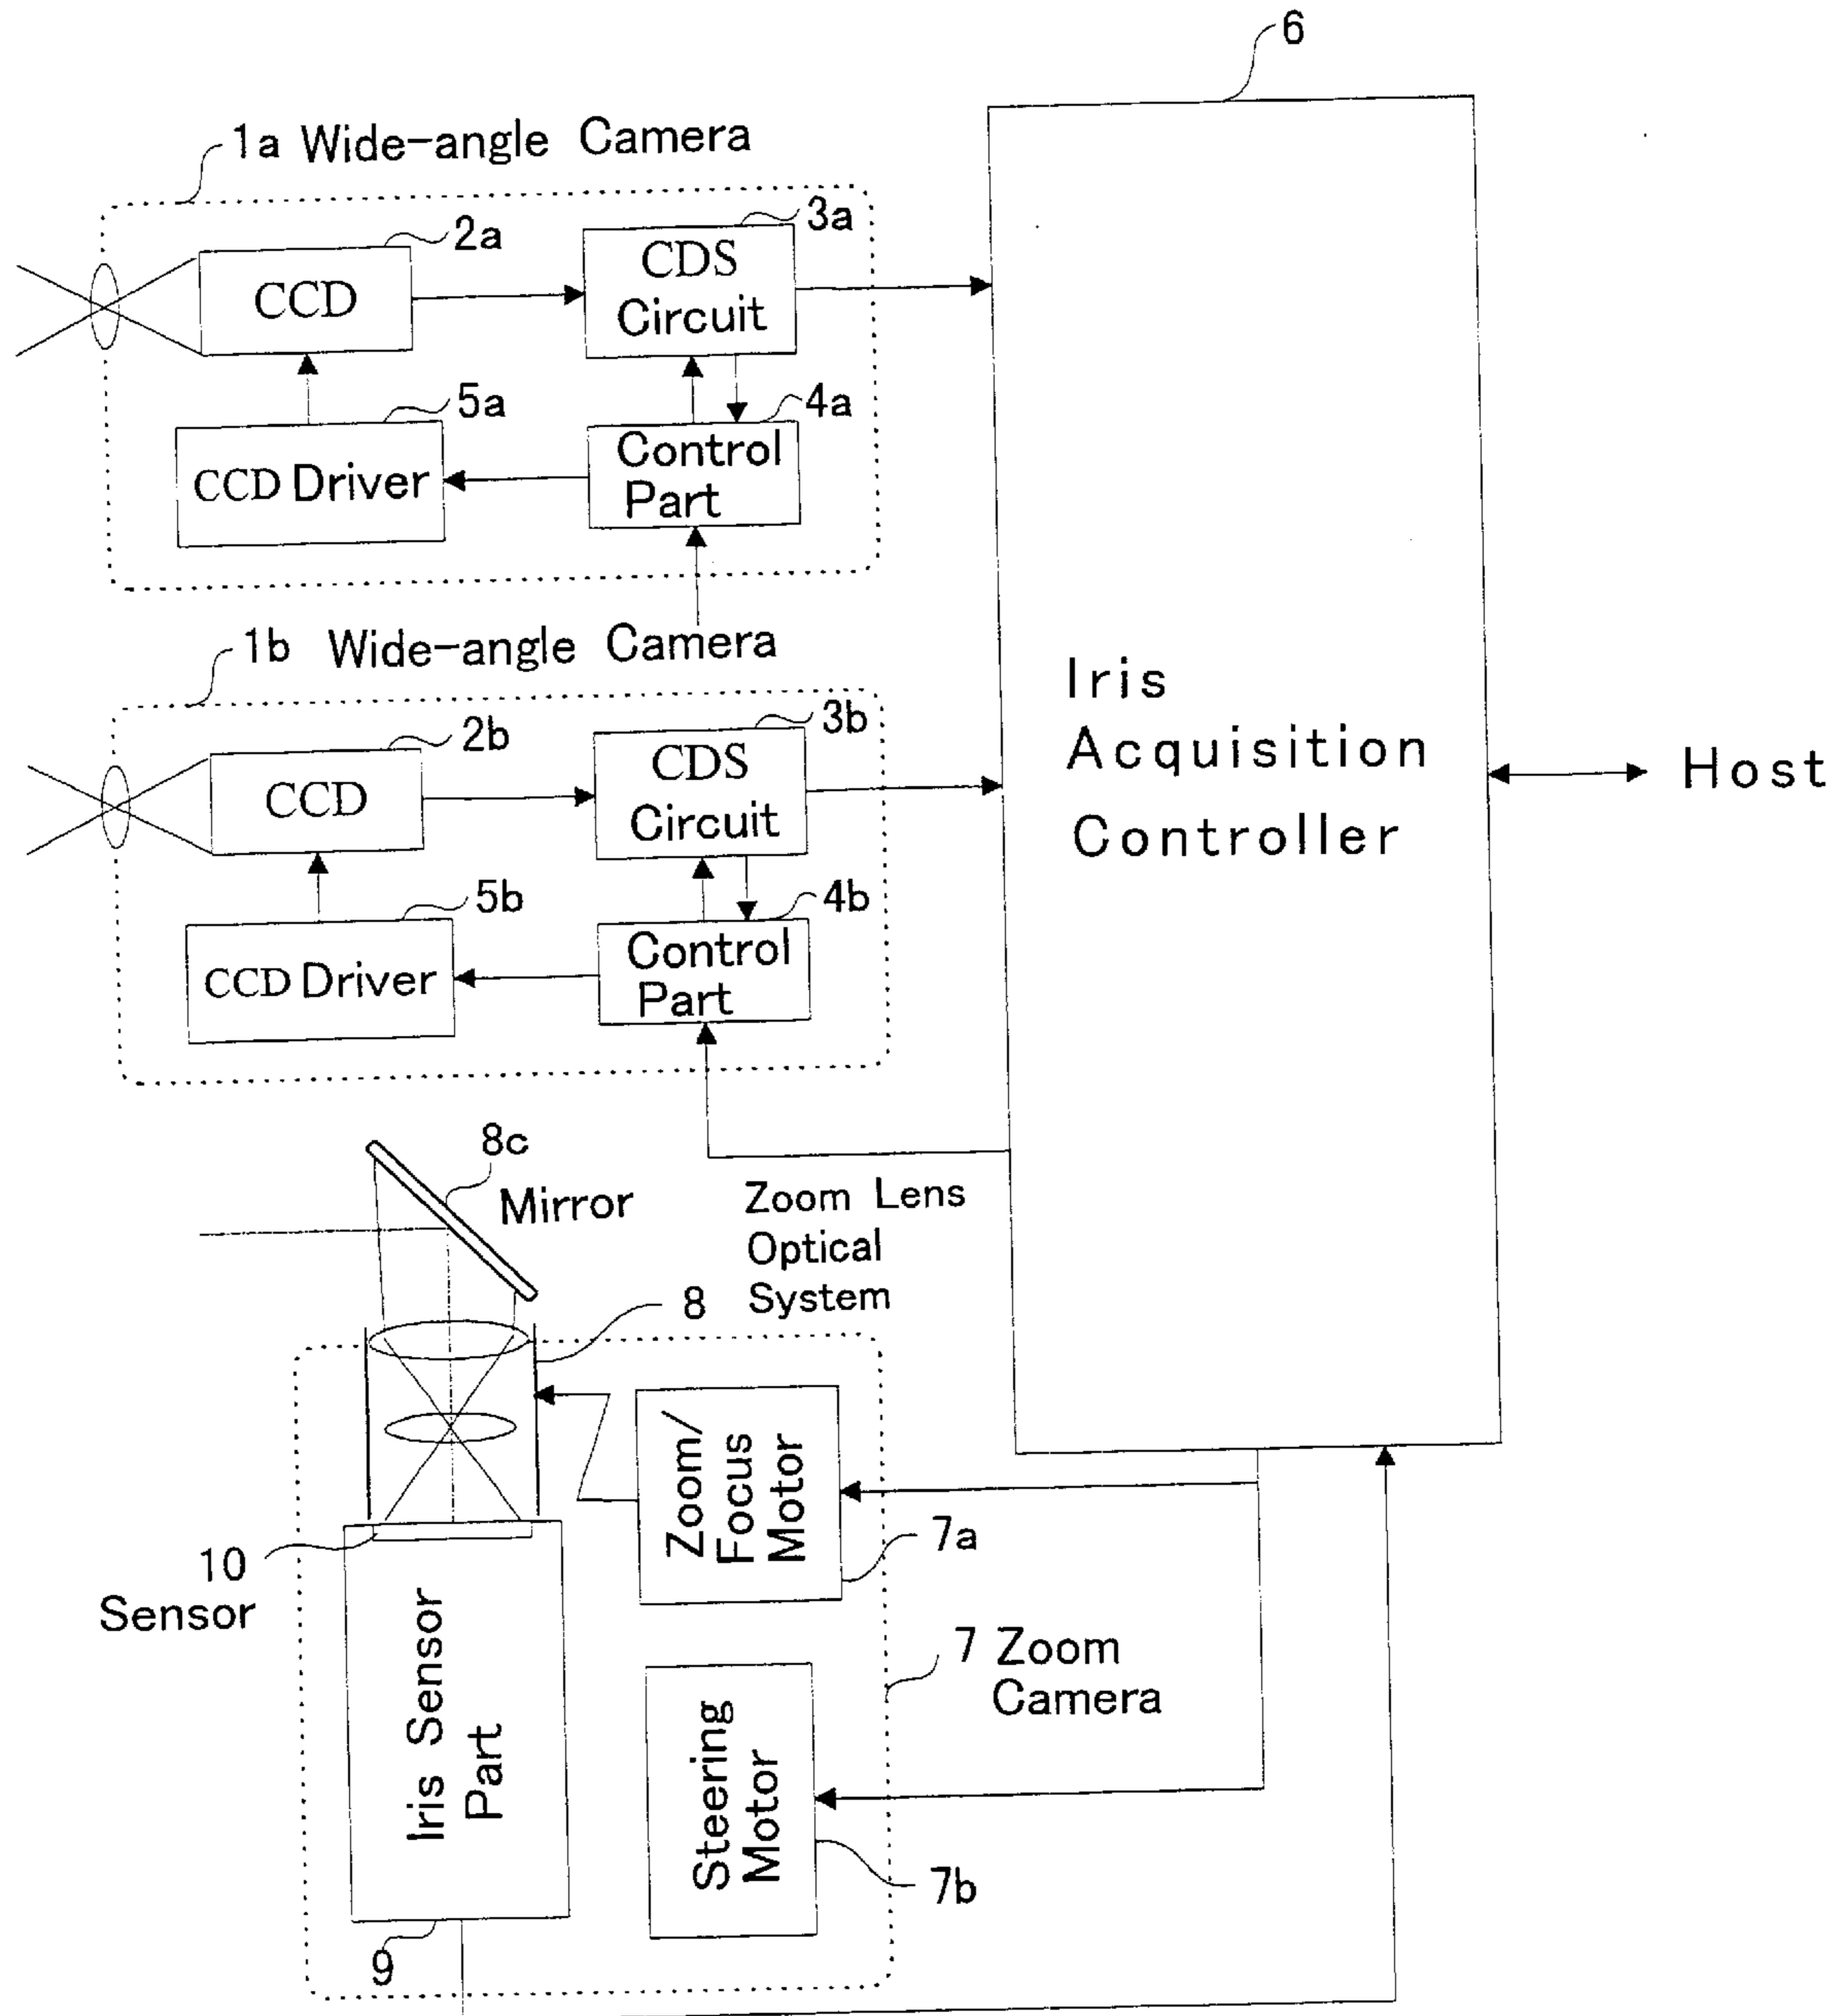 6
1a Wide-angle Camera
2a
3a
CCD
CDS
Circuit
5a
4a
CCD Driver
Control
Part
1b Wide-angle Camera
2b
3b
CCD
CDS
Circuit
5b
4b
CCD Driver
Control
Part
Iris
Acquisition
Controller
Host
8c
Mirror
Zoom Lens
Optical
System
8
Zoom/
Focus
Motor
7a
10
Sensor
Iris Sensor
Part
7 Zoom
Camera
Steering
Motor
7b
9